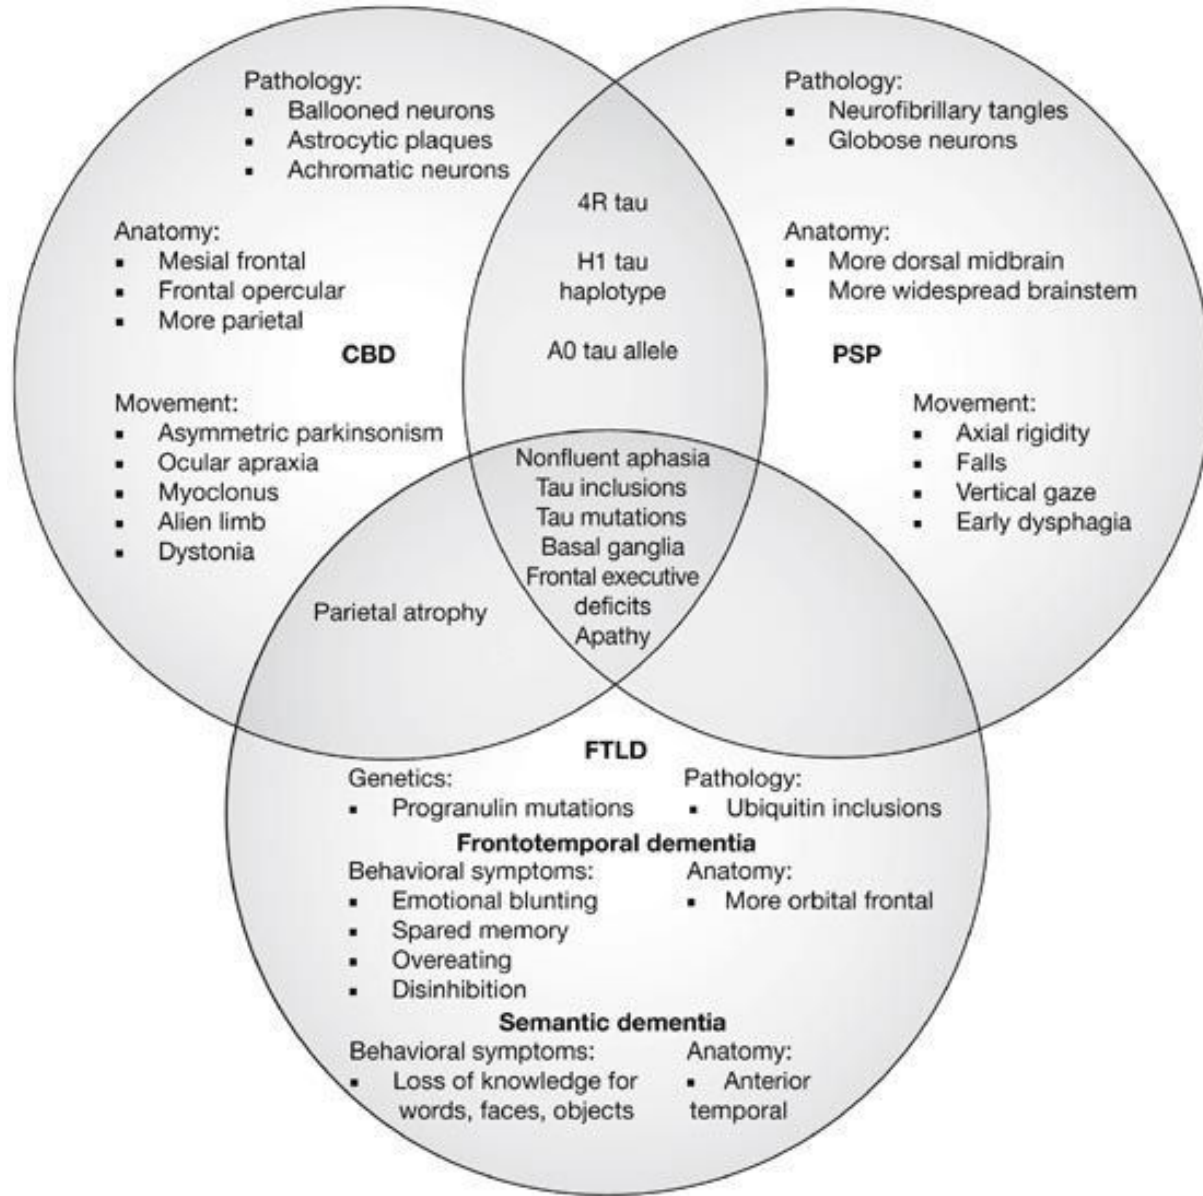 Pathology:
▪ Ballooned neurons
▪ Astrocytic plaques
▪ Achromatic neurons
Anatomy:
▪ Mesial frontal
▪ Frontal opercular
▪ More parietal
CBD
Movement:
▪ Asymmetric parkinsonism
▪ Ocular apraxia
▪ Myoclonus
▪ Alien limb
▪ Dystonia
4R tau
H1 tau
haplotype
A0 tau allele
Pathology:
▪ Neurofibrillary tangles
▪ Globose neurons
Anatomy:
▪ More dorsal midbrain
▪ More widespread brainstem
PSP
Movement:
▪ Axial rigidity
▪ Falls
▪ Vertical gaze
▪ Early dysphagia
Nonfluent aphasia
Tau inclusions
Tau mutations
Basal ganglia
Frontal executive
deficits
Apathy
Parietal atrophy
FTLD
Genetics:
▪ Progranulin mutations
Pathology:
▪ Ubiquitin inclusions
Frontotemporal dementia
Behavioral symptoms:
▪ Emotional blunting
▪ Spared memory
▪ Overeating
▪ Disinhibition
Anatomy:
▪ More orbital frontal
Semantic dementia
Behavioral symptoms:
▪ Loss of knowledge for
words, faces, objects
Anatomy:
▪ Anterior
temporal